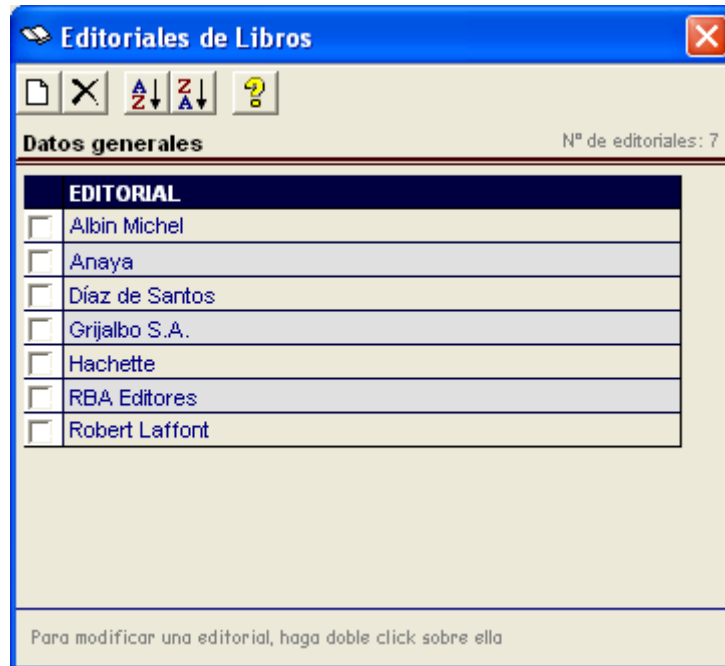 Editoriales de Libros
Datos generales
Nº de editoriales: 7
EDITORIAL
Albin Michel
Anaya
Díaz de Santos
Grijalbo S.A.
Hachette
RBA Editores
Robert Laffont
Para modificar una editorial, haga doble click sobre ella